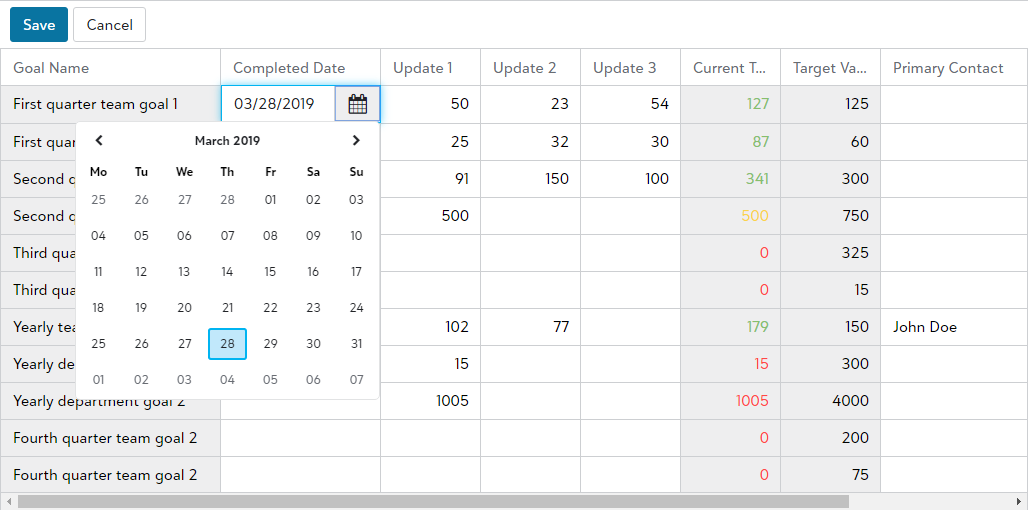 Save Cancel
Goal Name Completed Date Update 1 Update 2 Update 3 Current T... Target Va... Primary Contact
First quarter team goal 1 03/28/2019 50 23 54 127 125
First quar 25 32 30 87 60
March 2019
Mo Tu We Th Fr Sa Su
Second q 91 150 100 341 300
25 26 27 28 01 02 03
Second q 500 500 750
04 05 06 07 08 09 10
Third qua 0 325
11 12 13 14 15 16 17
Third qua 0 15
18 19 20 21 22 23 24
Yearly tea 102 77 179 150 John Doe
25 26 27 28 29 30 31
Yearly de 15 15 300
01 02 03 04 05 06 07
Yearly department goal 2 1005 1005 4000
Fourth quarter team goal 2 0 200
Fourth quarter team goal 2 0 75